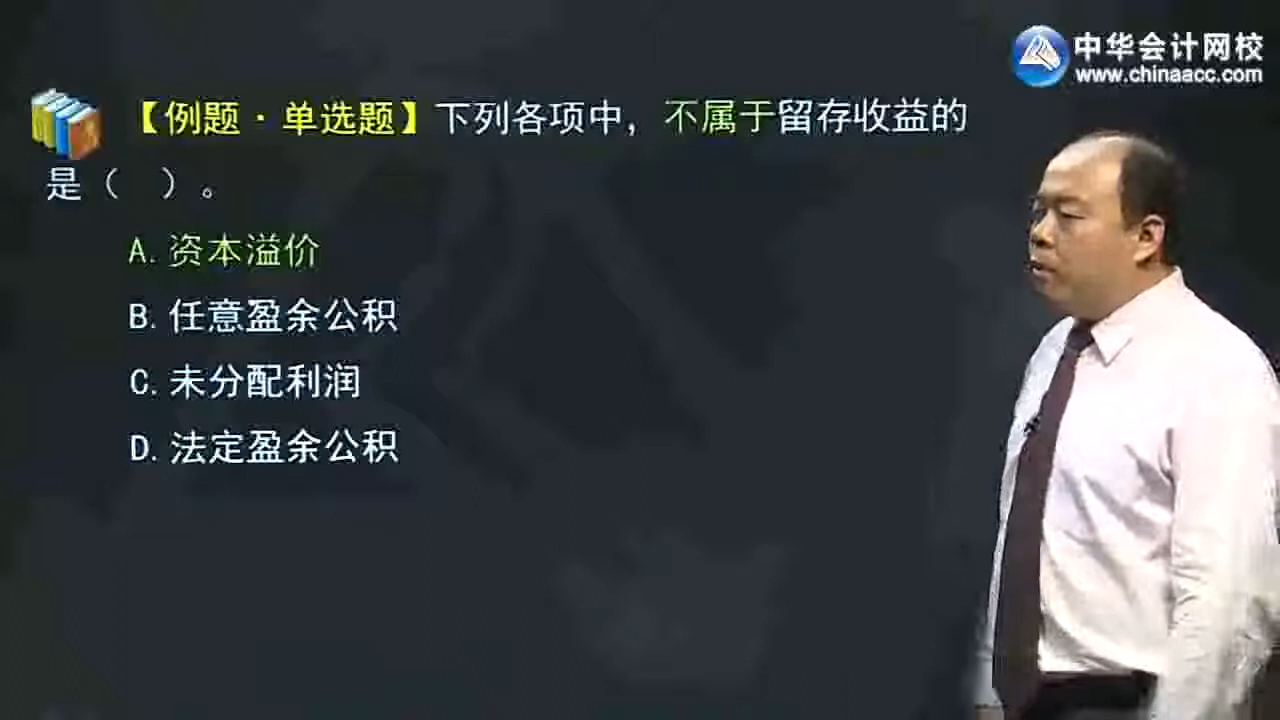 中华会计网校
www.chinaacc.com
【例题·单选题】下列各项中，不属于留存收益的
是（　）。
A. 资本溢价
B. 任意盈余公积
C. 未分配利润
D. 法定盈余公积